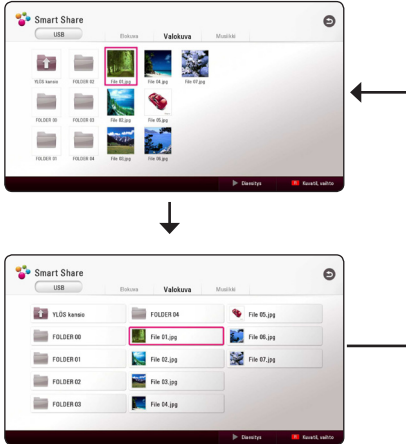 Smart Share
USB
Elokuva Valokuva Musiikki
YLÖS kansio FOLDER 02 File 01.jpg File 04.jpg File 07.jpg
FOLDER 00 FOLDER 03 File 02.jpg File 05.jpg
FOLDER 01 FOLDER 04 File 03.jpg File 06.jpg
Diaesitys Kuvatil. vaihto
Smart Share
USB
Elokuva Valokuva Musiikki
YLÖS kansio FOLDER 04 File 05.jpg
FOLDER 00 File 01.jpg File 06.jpg
FOLDER 01 File 02.jpg File 07.jpg
FOLDER 02 File 03.jpg
FOLDER 03 File 04.jpg
Diaesitys Kuvatil. vaihto